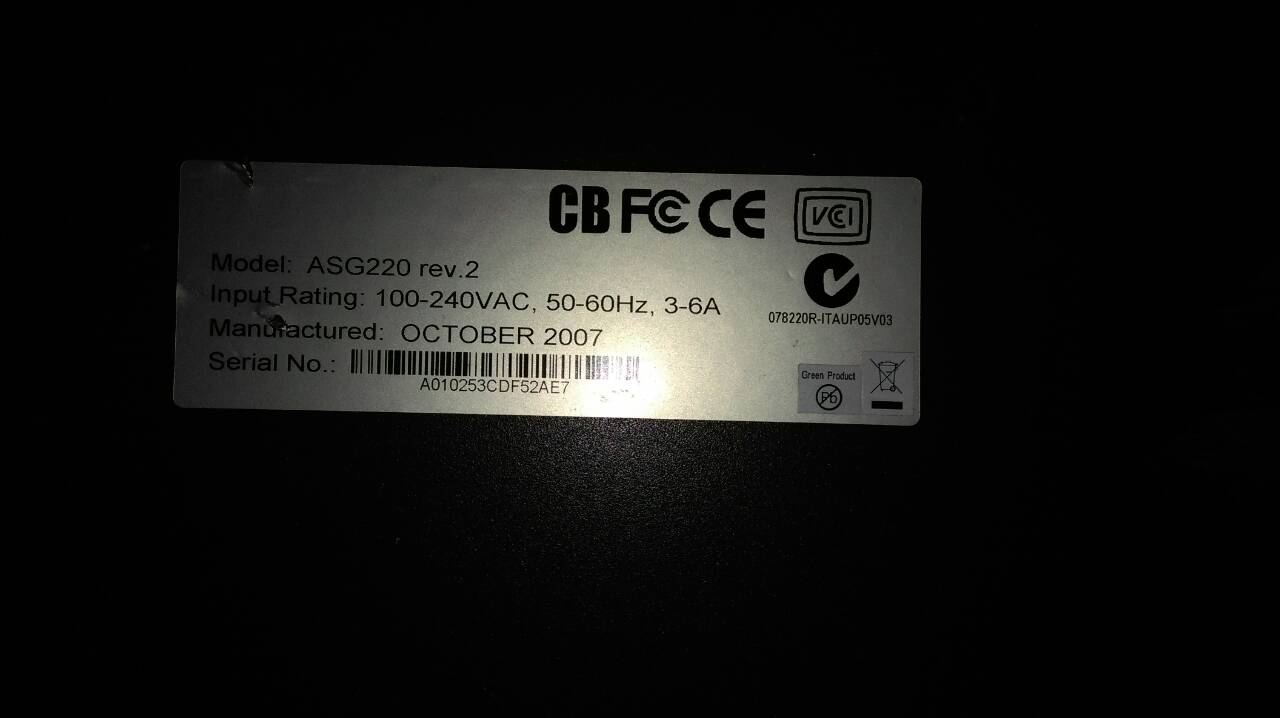 CB FC CE VCI
Model: ASG220 rev.2
Input Rating: 100-240VAC, 50-60Hz, 3-6A
078220R-ITAUP05V03
Manufactured: OCTOBER 2007
Serial No.:
A010253CDF52AE7
Green Product
Pb